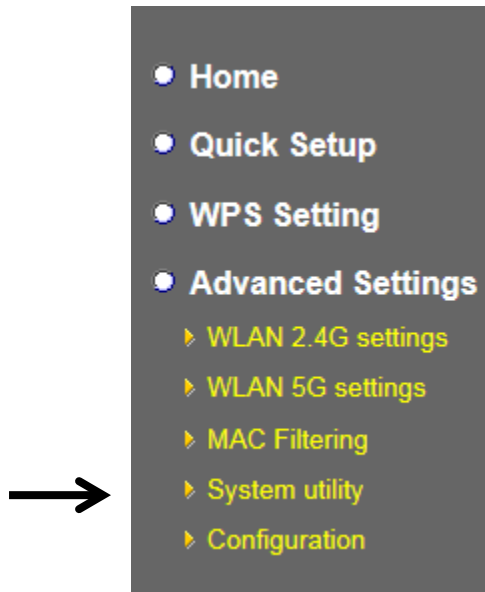 Home
Quick Setup
WPS Setting
Advanced Settings
WLAN 2.4G settings
WLAN 5G settings
MAC Filtering
System utility
Configuration